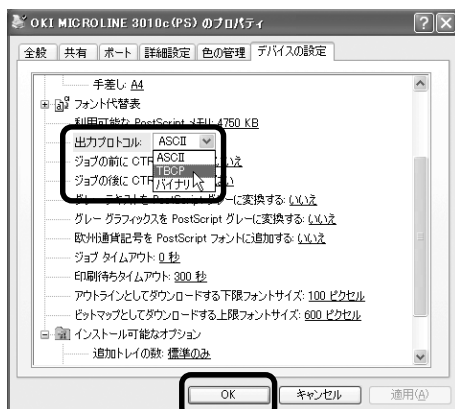 OKI MICROLINE 3010c(PS) のプロパティ
全般 共有 ポート 詳細設定 色の管理 デバイスの設定
手差し: A4
フォント代替表
利用可能な PostScript メモリ: 4750 KB
出力プロトコル: ASCII
ASCII
ジョブの前に CTR いいえ
TBCP
ジョブの後に CTR
バイナリ
グレー テキストを PostScript グレーに変換する: いいえ
グレー グラフィックスを PostScript グレーに変換する: いいえ
欧州通貨記号を PostScript フォントに追加する: いいえ
ジョブ タイムアウト: 0 秒
印刷待ちタイムアウト: 300 秒
アウトラインとしてダウンロードする下限フォントサイズ: 100 ピクセル
ビットマップとしてダウンロードする上限フォントサイズ: 600 ピクセル
インストール可能なオプション
追加トレイの数: 標準のみ
OK キャンセル 適用(A)